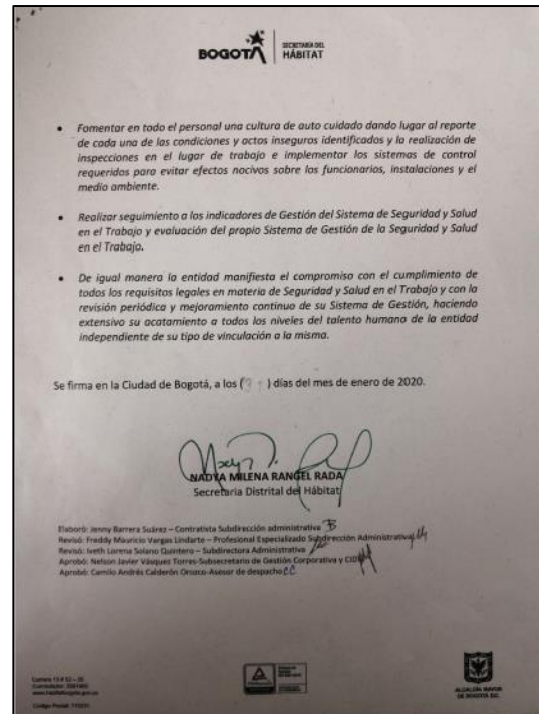 BOGOTÁ
SECRETARÍA DEL
HÁBITAT
• Fomentar en todo el personal una cultura de auto cuidado dando lugar al reporte
de cada una de las condiciones y actos inseguros identificados y la realización de
inspecciones en el lugar de trabajo e implementar los sistemas de control
requeridos para evitar efectos nocivos sobre los funcionarios, instalaciones y el
medio ambiente.
• Realizar seguimiento a los indicadores de Gestión del Sistema de Seguridad y Salud
en el Trabajo y evaluación del propio Sistema de Gestión de la Seguridad y Salud
en el Trabajo.
• De igual manera la entidad manifiesta el compromiso con el cumplimiento de
todos los requisitos legales en materia de Seguridad y Salud en el Trabajo y con la
revisión periódica y mejoramiento continuo de su Sistema de Gestión, haciendo
extensivo su acatamiento a todos los niveles del talento humano de la entidad
independiente de su tipo de vinculación a la misma.
Se firma en la Ciudad de Bogotá, a los ( ) días del mes de enero de 2020.
NADYA MILENA RANGEL RADA
Secretaria Distrital del Hábitat
Elaboró: Jenny Barrera Suárez – Contratista Subdirección administrativa
Revisó: Freddy Mauricio Vargas Lindarte – Profesional Especializado Subdirección Administrativa
Revisó: Iveth Lorena Solano Quintero – Subdirectora Administrativa
Aprobó: Nelson Javier Vásquez Torres-Subsecretario de Gestión Corporativa y CID
Aprobó: Camilo Andrés Calderón Orozco-Asesor de despacho CC
Carrera 13 # 52 – 25
www.habitatbogota.gov.co
ALCALDÍA MAYOR
DE BOGOTÁ D.C.